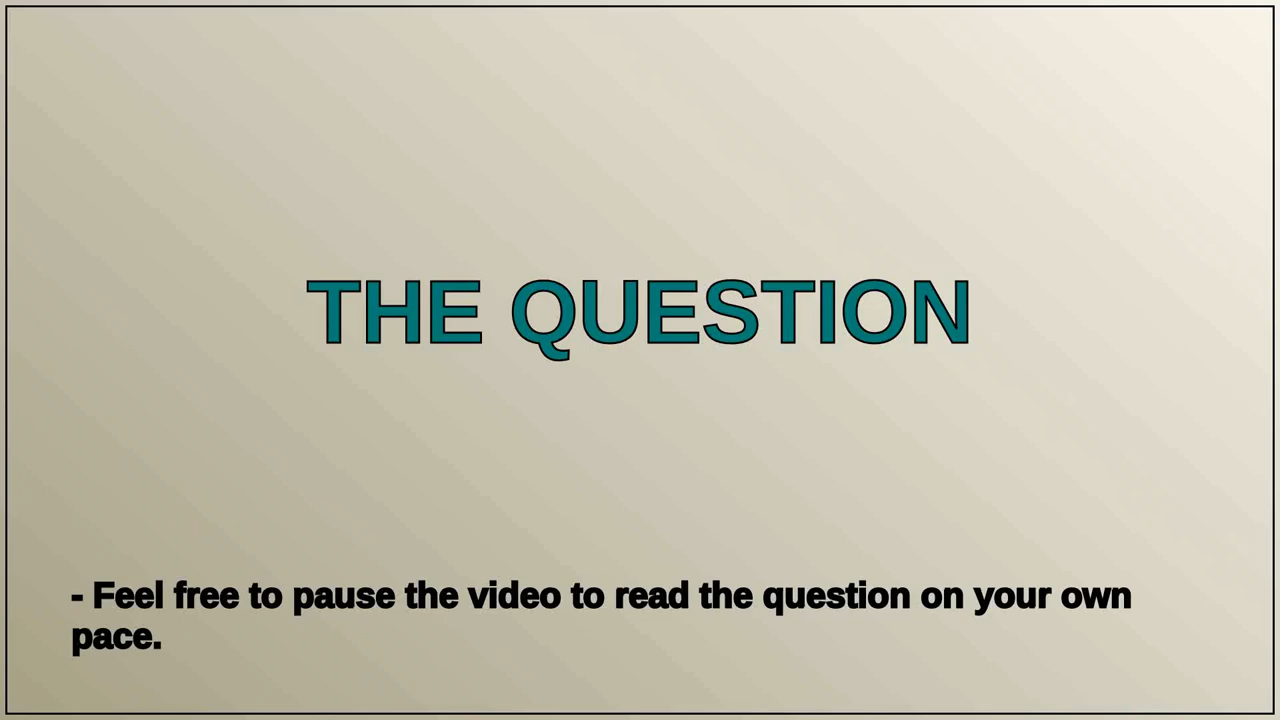 THE QUESTION
- Feel free to pause the video to read the question on your own
pace.